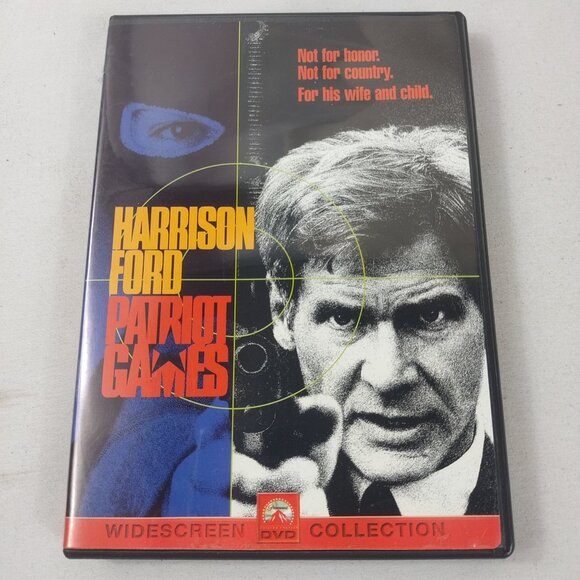 Not for honor.
Not for country.
For his wife and child.
HARRISON
FORD
PATRIOT
GAMES
WIDESCREEN DVD COLLECTION